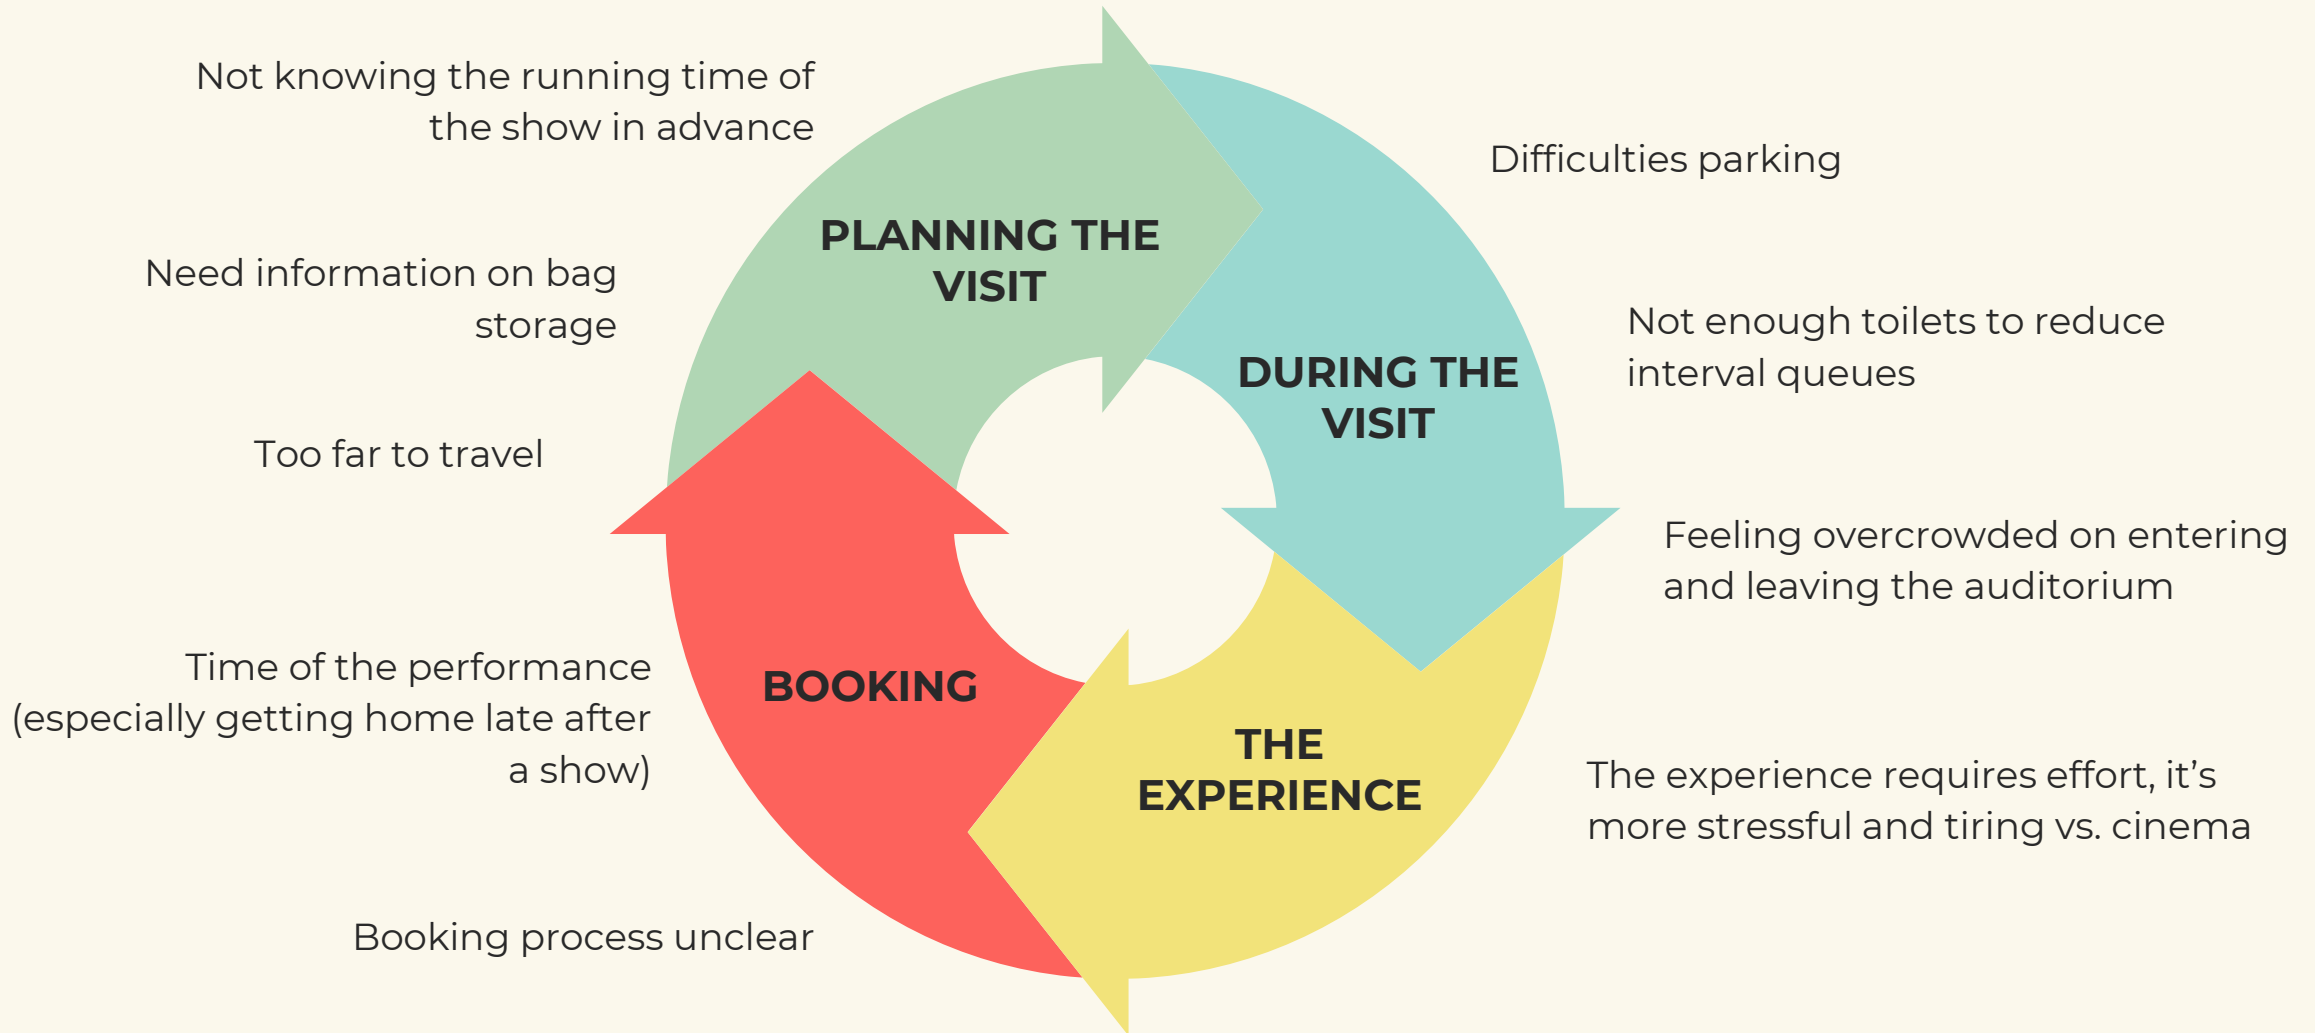 Not knowing the running time of
the show in advance
Need information on bag
storage
Too far to travel
Time of the performance
(especially getting home late after
a show)
Booking process unclear
PLANNING THE
VISIT
DURING THE
VISIT
BOOKING
THE
EXPERIENCE
Difficulties parking
Not enough toilets to reduce
interval queues
Feeling overcrowded on entering
and leaving the auditorium
The experience requires effort, it’s
more stressful and tiring vs. cinema